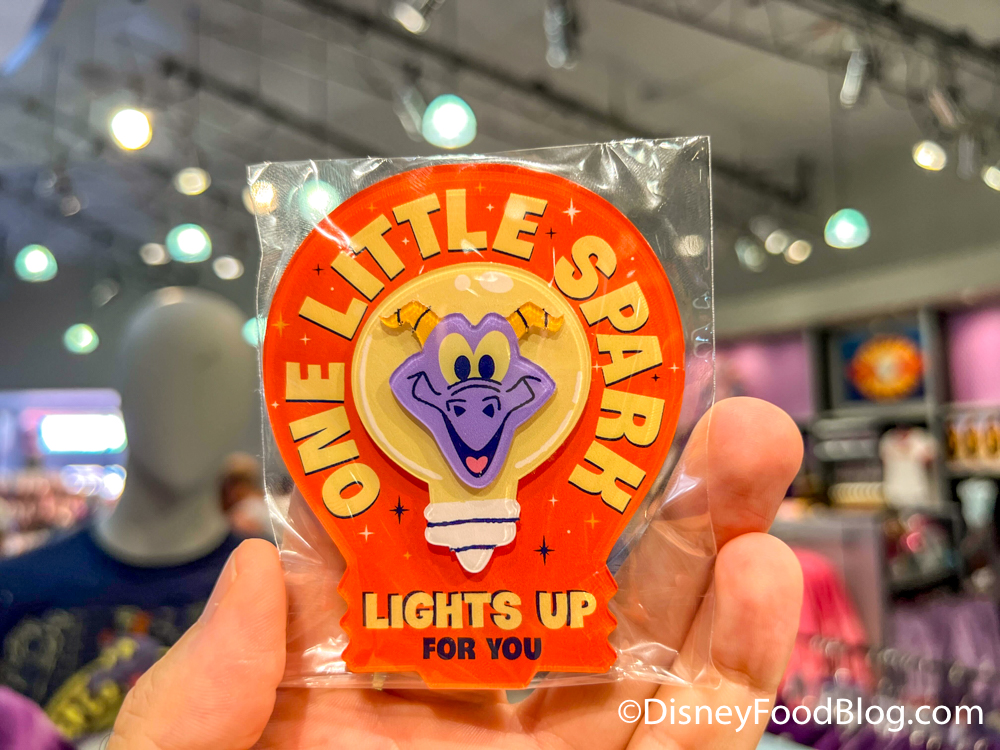 ONE LITTLE SPARK
LIGHTS UP
FOR YOU
©DisneyFoodBlog.com